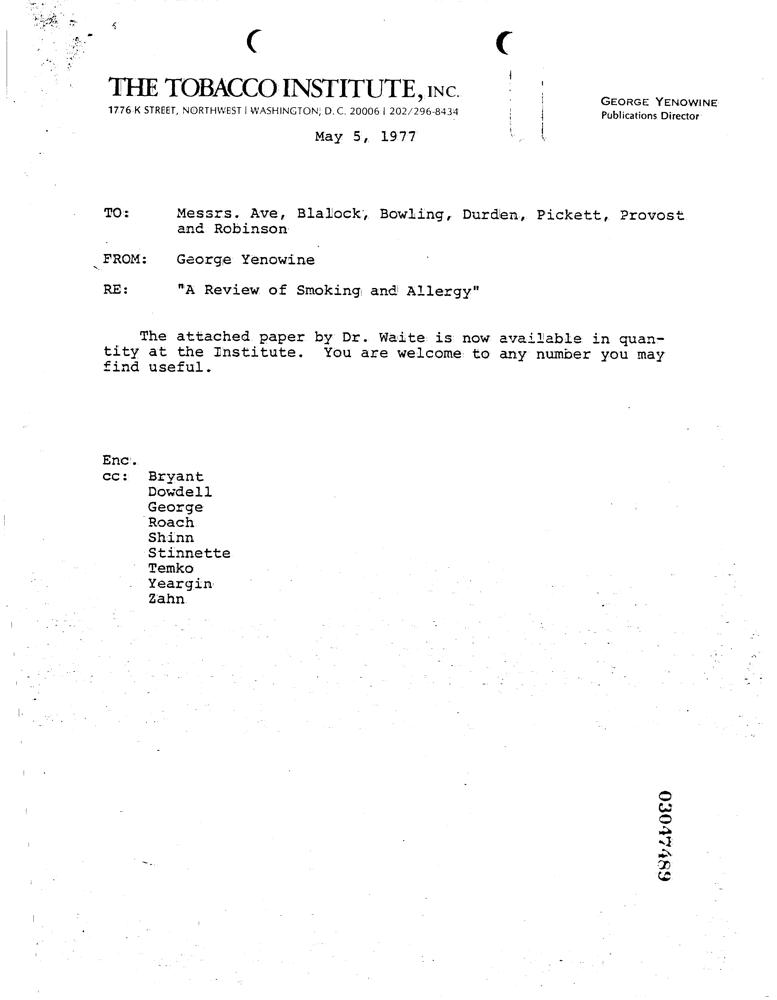 THE TOBACCO INSTITUTE, INC.
1776 K STREET, NORTHWEST | WASHINGTON, D.C. 20006 | 202/296-8434
GEORGE YENOWINE
Publications Director
May 5, 1977
TO: Messrs. Ave, Blalock, Bowling, Durden, Pickett, Provost
and Robinson
FROM: George Yenowine
RE: "A Review of Smoking and Allergy"
The attached paper by Dr. Waite is now available in quan-
tity at the Institute. You are welcome to any number you may
find useful.
Enc.
cc: Bryant
Dowdell
George
Roach
Shinn
Stinnette
Temko
Yeargin
Zahn
03047489